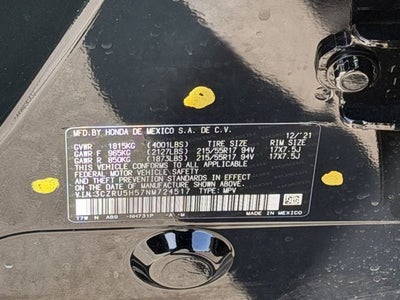 MFD.BY HONDA DE MEXICO S.A. DE C.V. 12/'21
GVWR 1815KG (4001LBS) TIRE SIZE RIM SIZE
GAWR F 965KG (2127LBS) 215/55R17 94V 17X7.5J
GAWR R 850KG (1873LBS) 215/55R17 94V 17X7.5J
THIS VEHICLE CONFORMS TO ALL APPLICABLE
FEDERAL MOTOR VEHICLE SAFETY AND
THEFT PREVENTION STANDARDS IN EFFECT ON
THE DATE OF MANUFACTURE SHOWN ABOVE.
V.I.N.:3CZRU5H57NM724517 TYPE: MPV
MADE IN MEXICO